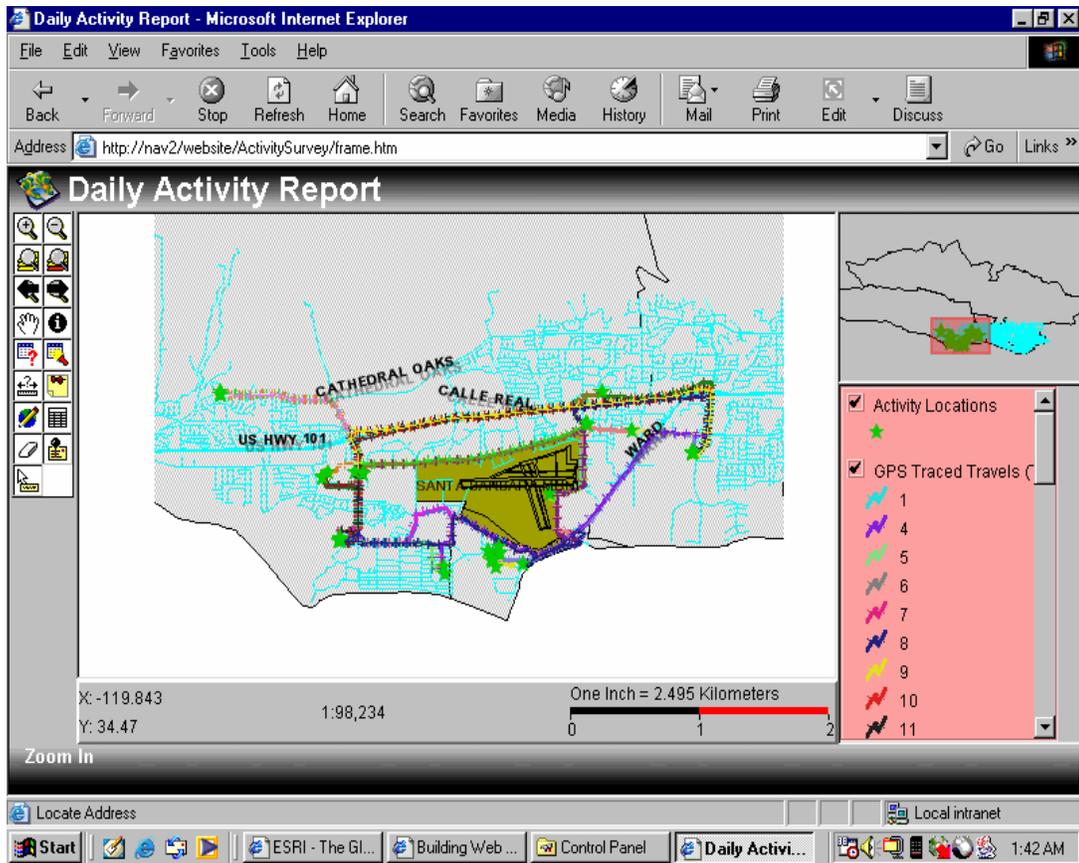 Daily Activity Report - Microsoft Internet Explorer
File Edit View Favorites Tools Help
Back Forward Stop Refresh Home Search Favorites Media History Mail Print Edit Discuss
Address http://nav2/website/ActivitySurvey/frame.htm Go Links »
Daily Activity Report
CATHEDRAL OAKS
CALLE REAL
US HWY 101
WARD
Activity Locations
GPS Traced Travels (
1
4
5
6
7
8
9
10
11
X: -119.843
Y: 34.47
1:98,234
One Inch = 2.495 Kilometers
0 1 2
Zoom In
Locate Address Local intranet
Start ESRI - The GI... Building Web ... Control Panel Daily Activi... 1:42 AM